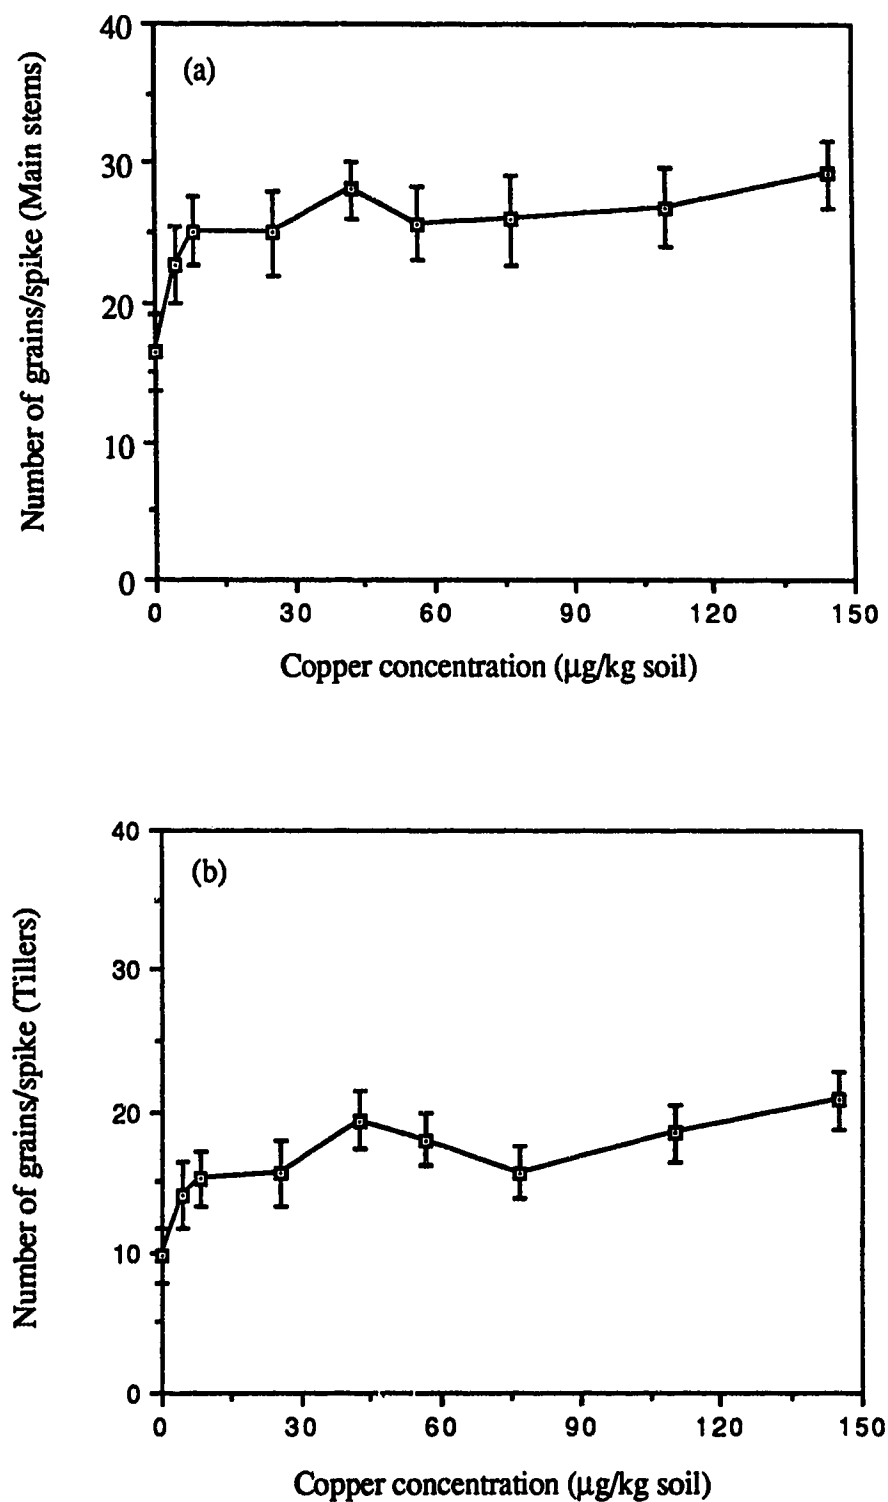 40
(a)
30
20
10
0
Number of grains/spike (Main stems)
0 30 60 90 120 150
Copper concentration (µg/kg soil)
40
(b)
30
20
10
0
Number of grains/spike (Tillers)
0 30 60 90 120 150
Copper concentration (µg/kg soil)